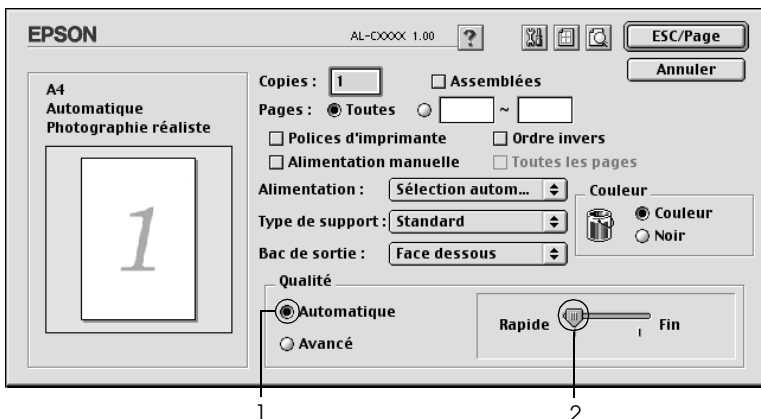 EPSON
AL-CXXXX 1.00
?
ESC/Page
Annuler
A4
Automatique
Photographie réaliste
1
Copies : 1
Assemblées
Pages : Toutes ~
Polices d'imprimante
Ordre invers
Alimentation manuelle
Toutes les pages
Alimentation : Sélection autom...
Type de support : Standard
Bac de sortie : Face dessous
Couleur
Couleur
Noir
Qualité
Automatique
Avancé
Rapide
Fin
1
2